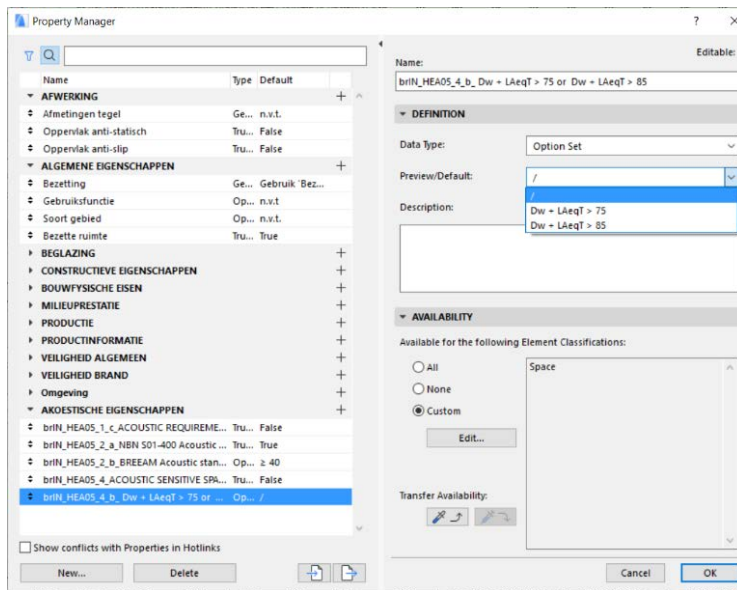 Property Manager
?
Editable:
Name:
brIN_HEA05_4_b_ Dw + LAeqT > 75 or Dw + LAeqT > 85
Name Type Default
AFWERKING
Afmetingen tegel Ge... n.v.t.
Oppervlak anti-statisch Tru... False
Oppervlak anti-slip Tru... False
ALGEMENE EIGENSCHAPPEN
Bezetting Ge... Gebruik 'Bez...
Gebruiksfunctie Op... n.v.t
Soort gebied Op... n.v.t.
Bezette ruimte Tru... True
BEGLAZING
CONSTRUCTIEVE EIGENSCHAPPEN
BOUWFYSISCHE EISEN
MILIEUPRESTATIE
PRODUCTIE
PRODUCTINFORMATIE
VEILIGHEID ALGEMEEN
VEILIGHEID BRAND
Omgeving
AKOESTISCHE EIGENSCHAPPEN
brIN_HEA05_1_c_ACOUSTIC REQUIREME... Tru... False
brIN_HEA05_2_a_NBN S01-400 Acoustic ... Tru... True
brIN_HEA05_2_b_BREEAM Acoustic stan... Op... ≥ 40
brIN_HEA05_4_ACOUSTIC SENSITIVE SPA... Tru... False
brIN_HEA05_4_b_ Dw + LAeqT > 75 or ... Op... /
Show conflicts with Properties in Hotlinks
New... Delete
DEFINITION
Data Type: Option Set
Preview/Default: /
/
Dw + LAeqT > 75
Dw + LAeqT > 85
Description:
AVAILABILITY
Available for the following Element Classifications:
All
None
Custom
Edit...
Space
Transfer Availability:
Cancel OK